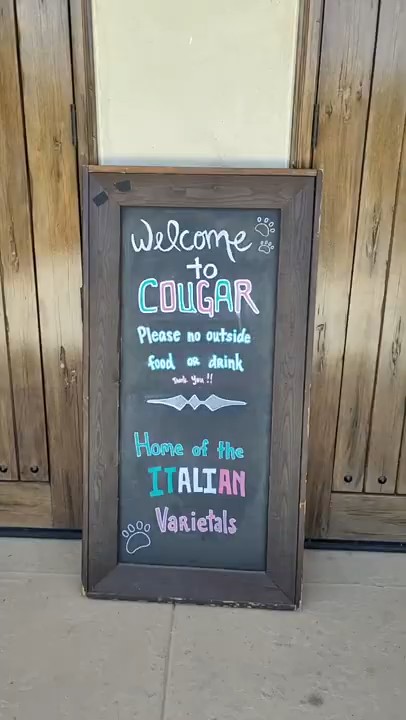 Welcome
to
COUGAR
Please no outside
food or drink
Thank You!!
Home of the
ITALIAN
Varietals